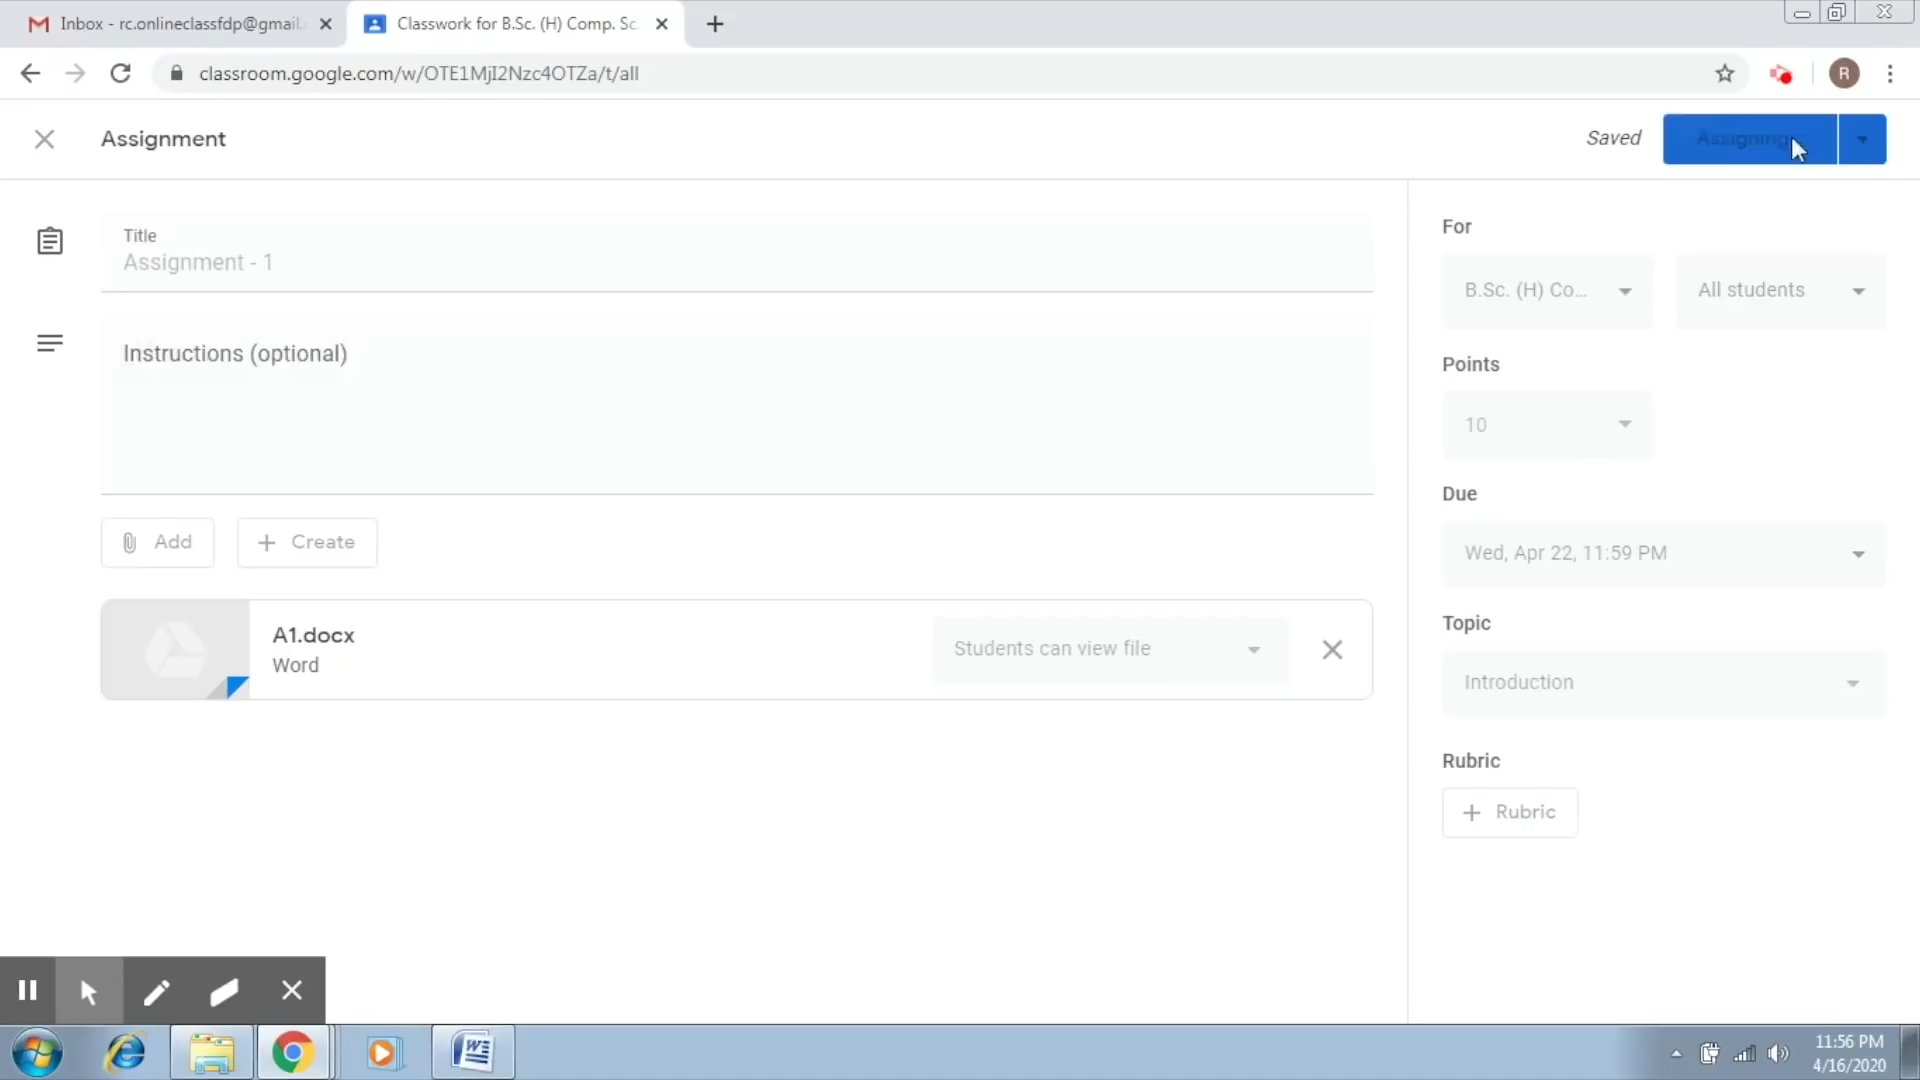 Inbox - rc.onlineclassfdp@gmail.
Classwork for B.Sc. (H) Comp. Sc.
classroom.google.com/w/OTE1MjI2Nzc4OTZa/t/all
R
Assignment
Saved
Assigning
Title
Assignment - 1
Instructions (optional)
Add
Create
A1.docx
Word
Students can view file
For
B.Sc. (H) Co...
All students
Points
10
Due
Wed, Apr 22, 11:59 PM
Topic
Introduction
Rubric
Rubric
11:56 PM
4/16/2020